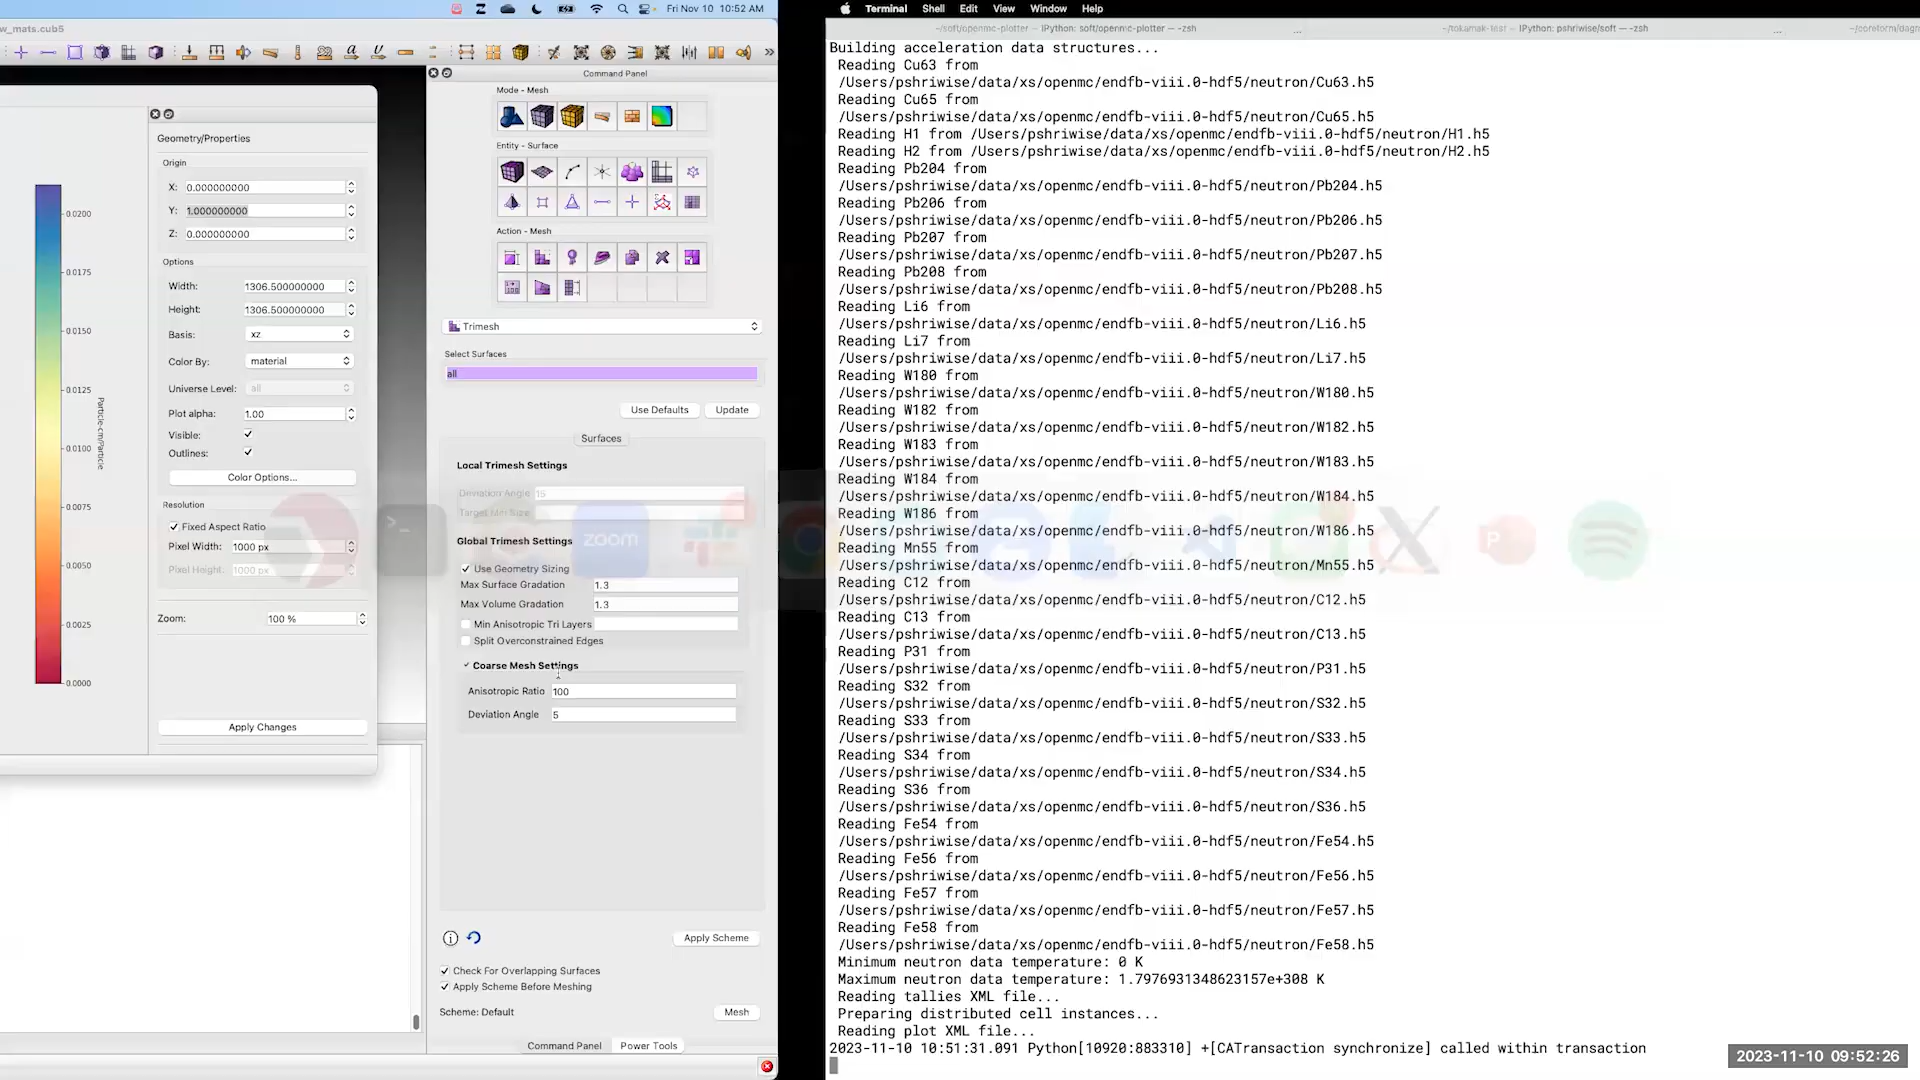 Fri Nov 10 10:52 AM
Terminal Shell Edit View Window Help
w_mats.cub5
~/soft/openmc-plotter — IPython: soft/openmc-plotter — -zsh
... IPython: pshriwise/soft — -zsh
Command Panel
Mode - Mesh
Entity - Surface
Action - Mesh
Trimesh
Select Surfaces
all
Use Defaults Update
Surfaces
Local Trimesh Settings
Deviation Angle 15
Target Min Size
Global Trimesh Settings
Use Geometry Sizing
Max Surface Gradation 1.3
Max Volume Gradation 1.3
Min Anisotropic Tri Layers
Split Overconstrained Edges
Coarse Mesh Settings
Anisotropic Ratio 100
Deviation Angle 5
Apply Scheme
Check For Overlapping Surfaces
Apply Scheme Before Meshing
Scheme: Default Mesh
Command Panel Power Tools
0.0200
0.0175
0.0150
0.0125
0.0100
0.0075
0.0050
0.0025
0.0000
Particle-cm/Particle
Geometry/Properties
Origin
X: 0.000000000
Y: 1.000000000
Z: 0.000000000
Options
Width: 1306.500000000
Height: 1306.500000000
Basis: xz
Color By: material
Universe Level: all
Plot alpha: 1.00
Visible:
Outlines:
Color Options...
Resolution
Fixed Aspect Ratio
Pixel Width: 1000 px
Pixel Height: 1000 px
Zoom: 100 %
Apply Changes
zoom
Building acceleration data structures...
Reading Cu63 from
/Users/pshriwise/data/xs/openmc/endfb-viii.0-hdf5/neutron/Cu63.h5
Reading Cu65 from
/Users/pshriwise/data/xs/openmc/endfb-viii.0-hdf5/neutron/Cu65.h5
Reading H1 from /Users/pshriwise/data/xs/openmc/endfb-viii.0-hdf5/neutron/H1.h5
Reading H2 from /Users/pshriwise/data/xs/openmc/endfb-viii.0-hdf5/neutron/H2.h5
Reading Pb204 from
/Users/pshriwise/data/xs/openmc/endfb-viii.0-hdf5/neutron/Pb204.h5
Reading Pb206 from
/Users/pshriwise/data/xs/openmc/endfb-viii.0-hdf5/neutron/Pb206.h5
Reading Pb207 from
/Users/pshriwise/data/xs/openmc/endfb-viii.0-hdf5/neutron/Pb207.h5
Reading Pb208 from
/Users/pshriwise/data/xs/openmc/endfb-viii.0-hdf5/neutron/Pb208.h5
Reading Li6 from
/Users/pshriwise/data/xs/openmc/endfb-viii.0-hdf5/neutron/Li6.h5
Reading Li7 from
/Users/pshriwise/data/xs/openmc/endfb-viii.0-hdf5/neutron/Li7.h5
Reading W180 from
/Users/pshriwise/data/xs/openmc/endfb-viii.0-hdf5/neutron/W180.h5
Reading W182 from
/Users/pshriwise/data/xs/openmc/endfb-viii.0-hdf5/neutron/W182.h5
Reading W183 from
/Users/pshriwise/data/xs/openmc/endfb-viii.0-hdf5/neutron/W183.h5
Reading W184 from
/Users/pshriwise/data/xs/openmc/endfb-viii.0-hdf5/neutron/W184.h5
Reading W186 from
/Users/pshriwise/data/xs/openmc/endfb-viii.0-hdf5/neutron/W186.h5
Reading Mn55 from
/Users/pshriwise/data/xs/openmc/endfb-viii.0-hdf5/neutron/Mn55.h5
Reading C12 from
/Users/pshriwise/data/xs/openmc/endfb-viii.0-hdf5/neutron/C12.h5
Reading C13 from
/Users/pshriwise/data/xs/openmc/endfb-viii.0-hdf5/neutron/C13.h5
Reading P31 from
/Users/pshriwise/data/xs/openmc/endfb-viii.0-hdf5/neutron/P31.h5
Reading S32 from
/Users/pshriwise/data/xs/openmc/endfb-viii.0-hdf5/neutron/S32.h5
Reading S33 from
/Users/pshriwise/data/xs/openmc/endfb-viii.0-hdf5/neutron/S33.h5
Reading S34 from
/Users/pshriwise/data/xs/openmc/endfb-viii.0-hdf5/neutron/S34.h5
Reading S36 from
/Users/pshriwise/data/xs/openmc/endfb-viii.0-hdf5/neutron/S36.h5
Reading Fe54 from
/Users/pshriwise/data/xs/openmc/endfb-viii.0-hdf5/neutron/Fe54.h5
Reading Fe56 from
/Users/pshriwise/data/xs/openmc/endfb-viii.0-hdf5/neutron/Fe56.h5
Reading Fe57 from
/Users/pshriwise/data/xs/openmc/endfb-viii.0-hdf5/neutron/Fe57.h5
Reading Fe58 from
/Users/pshriwise/data/xs/openmc/endfb-viii.0-hdf5/neutron/Fe58.h5
Minimum neutron data temperature: 0 K
Maximum neutron data temperature: 1.7976931348623157e+308 K
Reading tallies XML file...
Preparing distributed cell instances...
Reading plot XML file...
2023-11-10 10:51:31.091 Python[10920:883310] +[CATransaction synchronize] called within transaction
2023-11-10 09:52:26